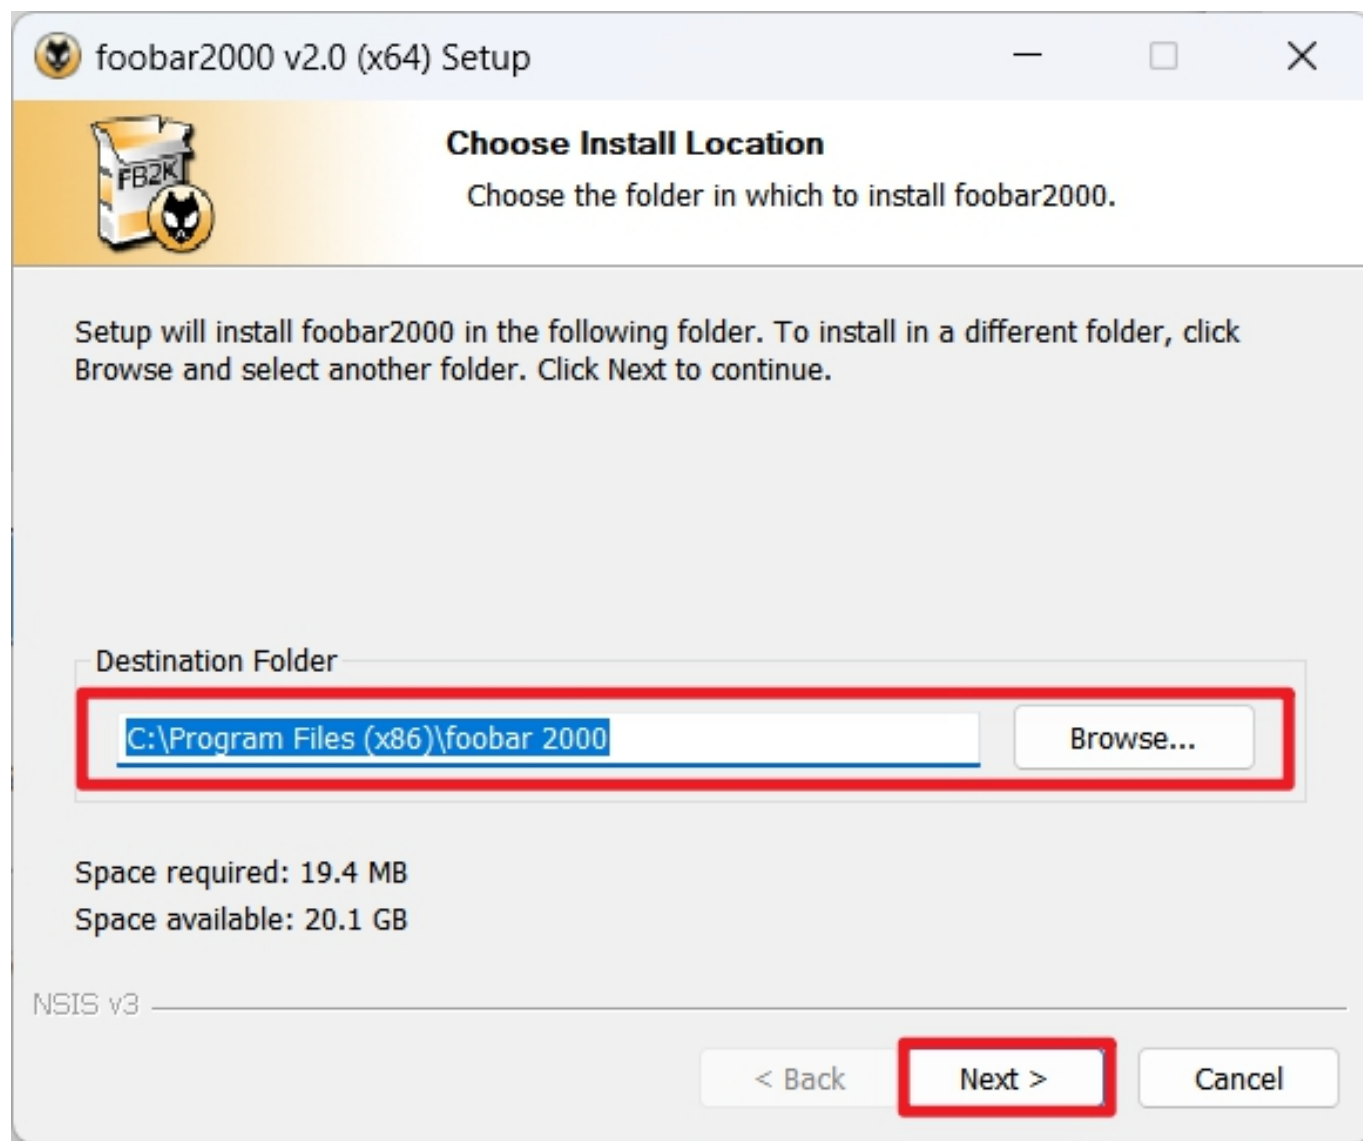 foobar2000 v2.0 (x64) Setup
FB2K
Choose Install Location
Choose the folder in which to install foobar2000.
Setup will install foobar2000 in the following folder. To install in a different folder, click
Browse and select another folder. Click Next to continue.
Destination Folder
C:\Program Files (x86)\foobar 2000
Browse...
Space required: 19.4 MB
Space available: 20.1 GB
NSIS v3
< Back
Next >
Cancel